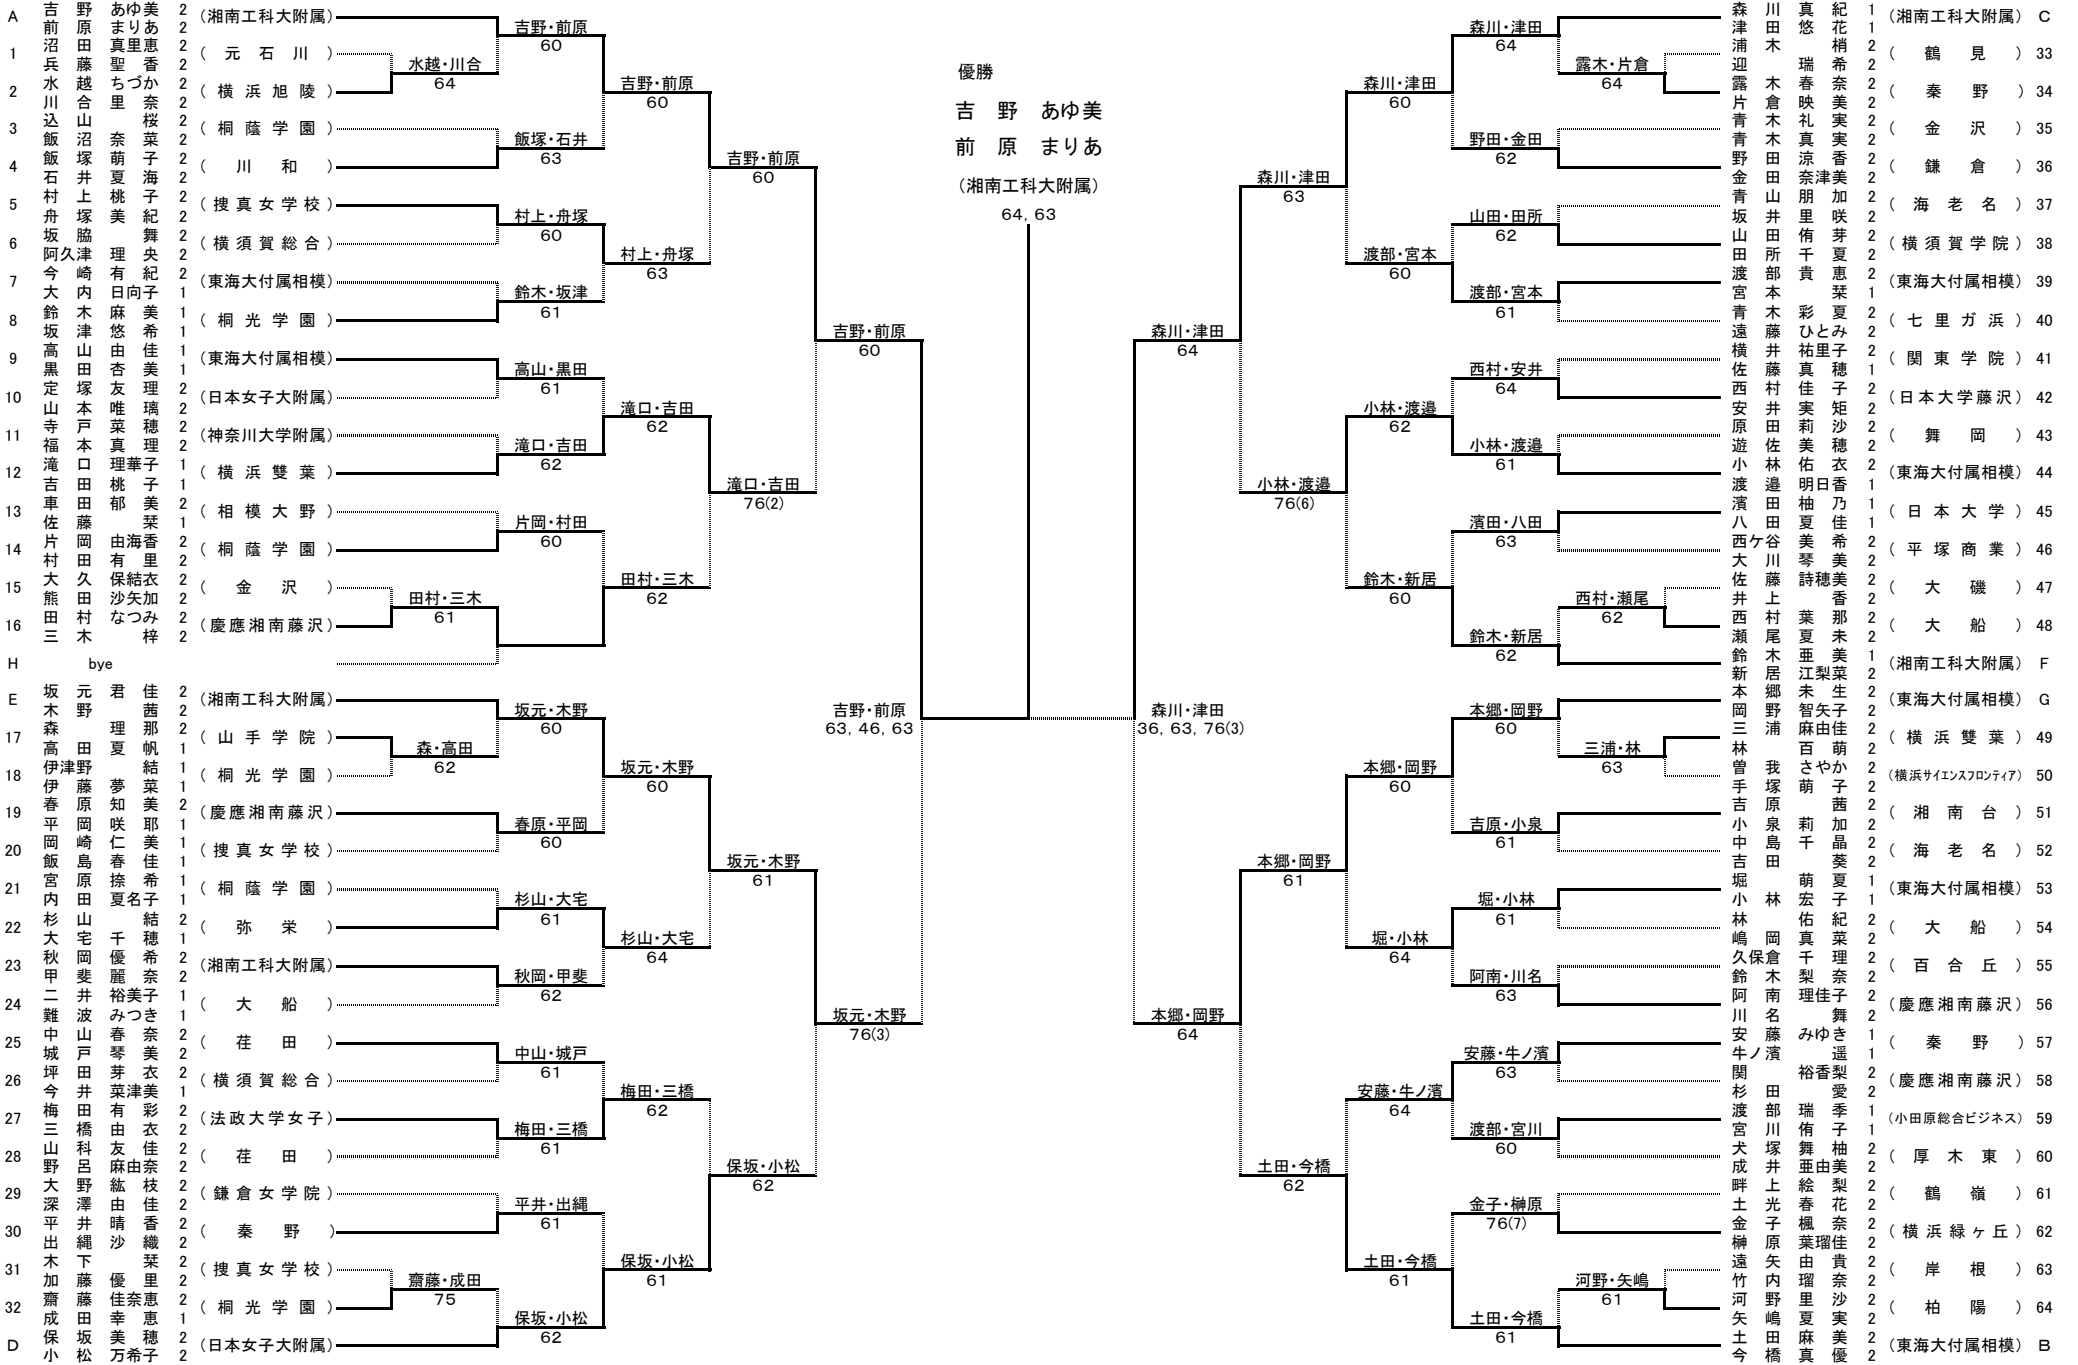 A 吉野 あゆ美 2 (湘南工科大附属)
前原 まりあ 2
1 沼田 真里恵 2 (元石川)
兵藤 聖香 2
2 水越 ちづか 2 (横浜旭陵)
川合 里奈 2
3 込山 桜 2 (桐蔭学園)
飯沼 奈菜 2
4 飯塚 萌子 2 (川和)
石井 夏海 2
5 村上 桃子 2 (捜真女学校)
舟塚 美紀 2
6 坂脇 舞 2 (横須賀総合)
阿久津 理央 2
7 今崎 有紀 2 (東海大付属相模)
大内 日向子 1
8 鈴木 麻美 1 (桐光学園)
坂津 悠希 1
9 高山 由佳 1 (東海大付属相模)
黒田 杏美 1
10 定塚 友理 2 (日本女子大附属)
山本 唯璃 2
11 寺戸 菜穂 2 (神奈川大学附属)
福本 真理 2
12 滝口 理華子 1 (横浜雙葉)
吉田 桃子 1
13 車田 郁美 2 (相模大野)
佐藤 栞 1
14 片岡 由海香 2 (桐蔭学園)
村田 有里 2
15 大久保結衣 2 (金沢)
熊田 沙矢加 2
16 田村 なつみ 2 (慶應湘南藤沢)
三木 梓 2
H bye
E 坂元 君佳 2 (湘南工科大附属)
木野 茜 2
17 森 理那 2 (山手学院)
高田 夏帆 1
18 伊津野 結 1 (桐光学園)
伊藤 夢菜 1
19 春原 知美 2 (慶應湘南藤沢)
平岡 咲耶 1
20 岡崎 仁美 1 (捜真女学校)
飯島 春佳 1
21 宮原 捺希 1 (桐蔭学園)
内田 夏名子 1
22 杉山 結 2 (弥栄)
大宅 千穂 1
23 秋岡 優希 2 (湘南工科大附属)
甲斐 麗奈 2
24 二井 裕美子 1 (大船)
難波 みつき 1
25 中山 春奈 2 (荏田)
城戸 琴美 2
26 坪田 芽衣 2 (横須賀総合)
今井 菜津美 1
27 梅田 有彩 2 (法政大学女子)
三橋 由衣 2
28 山科 友佳 2 (荏田)
野呂 麻由奈 2
29 大野 紘枝 2 (鎌倉女学院)
深澤 由佳 2
30 平井 晴香 2 (秦野)
出縄 沙織 2
31 木下 栞 2 (捜真女学校)
加藤 優里 2
32 齋藤 佳奈恵 2 (桐光学園)
成田 幸恵 1
D 保坂 美穂 2 (日本女子大附属)
小松 万希子 2
水越・川合
64
田村・三木
61
森・高田
62
齋藤・成田
75
吉野・前原
60
飯塚・石井
63
村上・舟塚
60
鈴木・坂津
61
高山・黒田
61
滝口・吉田
62
片岡・村田
60
坂元・木野
60
春原・平岡
60
杉山・大宅
61
秋岡・甲斐
62
中山・城戸
61
梅田・三橋
61
平井・出縄
61
保坂・小松
62
吉野・前原
60
村上・舟塚
63
滝口・吉田
62
田村・三木
62
坂元・木野
60
杉山・大宅
64
梅田・三橋
62
保坂・小松
61
吉野・前原
60
滝口・吉田
76(2)
坂元・木野
61
保坂・小松
62
吉野・前原
60
坂元・木野
76(3)
吉野・前原
63, 46, 63
優勝
吉野 あゆ美
前原 まりあ
(湘南工科大附属)
64, 63
森川・津田
36, 63, 76(3)
森川・津田
64
本郷・岡野
64
森川・津田
63
小林・渡邉
76(6)
本郷・岡野
61
土田・今橋
62
森川・津田
60
渡部・宮本
60
小林・渡邉
62
鈴木・新居
60
本郷・岡野
60
堀・小林
64
安藤・牛ノ濱
64
土田・今橋
61
森川・津田
64
野田・金田
62
山田・田所
62
渡部・宮本
61
西村・安井
64
小林・渡邉
61
濱田・八田
63
鈴木・新居
62
本郷・岡野
60
吉原・小泉
61
堀・小林
61
阿南・川名
63
安藤・牛ノ濱
63
渡部・宮川
60
金子・榊原
76(7)
土田・今橋
61
露木・片倉
64
西村・瀬尾
62
三浦・林
63
河野・矢嶋
61
森川 真紀 1 (湘南工科大附属) C
津田 悠花 1
浦木 梢 2 (鶴見) 33
迎 瑞希 2
露木 春奈 2 (秦野) 34
片倉 映美 2
青木 礼実 2 (金沢) 35
青木 真実 2
野田 涼香 2 (鎌倉) 36
金田 奈津美 2
青山 朋加 2 (海老名) 37
坂井 里咲 2
山田 侑芽 2 (横須賀学院) 38
田所 千夏 2
渡部 貴恵 2 (東海大付属相模) 39
宮本 栞 1
青木 彩夏 2 (七里ガ浜) 40
遠藤 ひとみ 2
横井 祐里子 2 (関東学院) 41
佐藤 真穂 1
西村 佳子 2 (日本大学藤沢) 42
安井 実矩 2
原田 莉沙 2 (舞岡) 43
遊佐 美穂 2
小林 佑衣 2 (東海大付属相模) 44
渡邉 明日香 1
濱田 柚乃 1 (日本大学) 45
八田 夏佳 1
西ケ谷 美希 2 (平塚商業) 46
大川 琴美 2
佐藤 詩穂美 2 (大磯) 47
井上 香 2
西村 葉那 2 (大船) 48
瀬尾 夏未 2
鈴木 亜美 1 (湘南工科大附属) F
新居 江梨菜 2
本郷 未生 2 (東海大付属相模) G
岡野 智矢子 2
三浦 麻由佳 2 (横浜雙葉) 49
林 百萌 2
曽我 さやか 2 (横浜サイエンスフロンティア) 50
手塚 萌子 2
吉原 茜 2 (湘南台) 51
小泉 莉加 2
中島 千晶 2 (海老名) 52
吉田 葵 2
堀 萌夏 1 (東海大付属相模) 53
小林 宏子 1
林 佑紀 2 (大船) 54
嶋岡 真菜 2
久保倉 千理 2 (百合丘) 55
鈴木 梨奈 2
阿南 理佳子 2 (慶應湘南藤沢) 56
川名 舞 2
安藤 みゆき 1 (秦野) 57
牛ノ濱 遥 1
関 裕香梨 2 (慶應湘南藤沢) 58
杉田 愛 2
渡部 瑞季 1 (小田原総合ビジネス) 59
宮川 侑子 1
犬塚 舞柚 2 (厚木東) 60
成井 亜由美 2
畔上 絵梨 2 (鶴嶺) 61
土光 春花 2
金子 楓奈 2 (横浜緑ヶ丘) 62
榊原 葉瑠佳 2
遠矢 由貴 2 (岸根) 63
竹内 瑠奈 2
河野 里沙 2 (柏陽) 64
矢嶋 夏実 2
土田 麻美 2 (東海大付属相模) B
今橋 真優 2